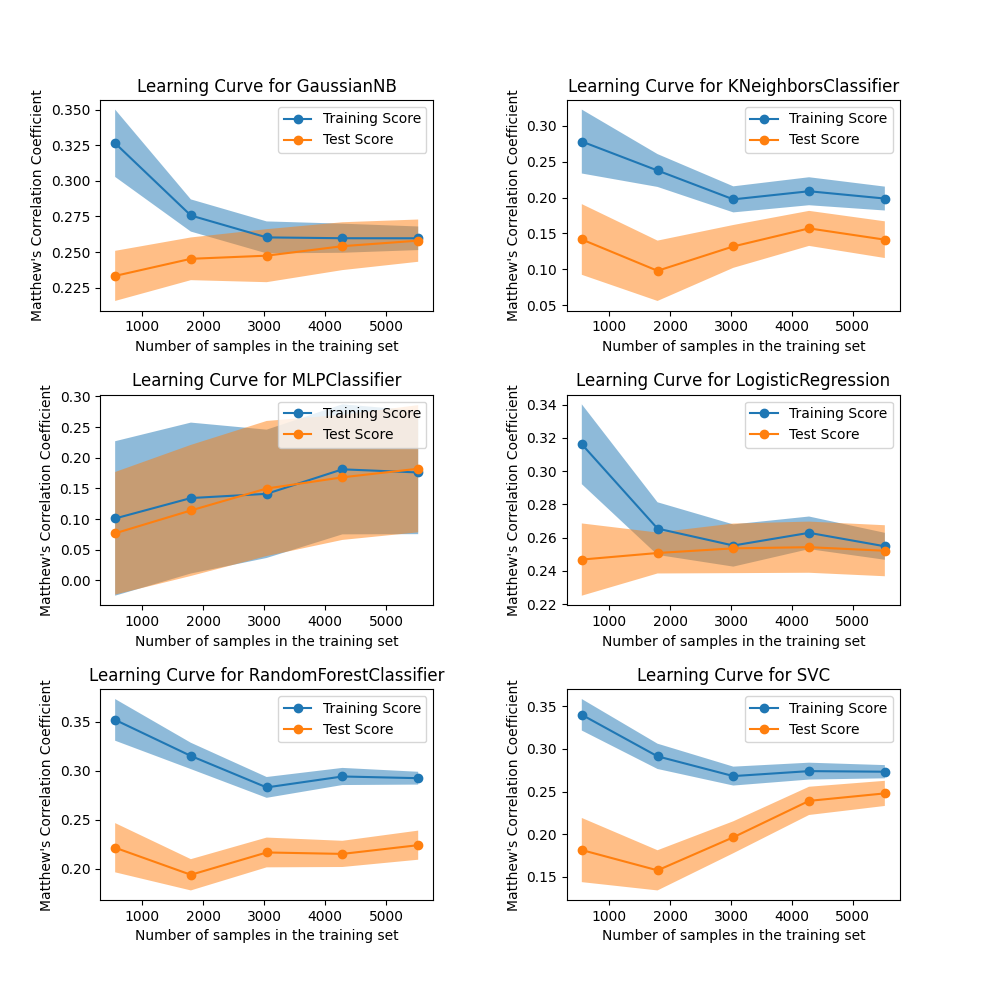 Learning Curve for GaussianNB
Matthew's Correlation Coefficient
0.350
0.325
0.300
0.275
0.250
0.225
Training Score
Test Score
1000 2000 3000 4000 5000
Number of samples in the training set
Learning Curve for KNeighborsClassifier
Matthew's Correlation Coefficient
0.30
0.25
0.20
0.15
0.10
0.05
Training Score
Test Score
1000 2000 3000 4000 5000
Number of samples in the training set
Learning Curve for MLPClassifier
Matthew's Correlation Coefficient
0.30
0.25
0.20
0.15
0.10
0.05
0.00
Training Score
Test Score
1000 2000 3000 4000 5000
Number of samples in the training set
Learning Curve for LogisticRegression
Matthew's Correlation Coefficient
0.34
0.32
0.30
0.28
0.26
0.24
0.22
Training Score
Test Score
1000 2000 3000 4000 5000
Number of samples in the training set
Learning Curve for RandomForestClassifier
Matthew's Correlation Coefficient
0.35
0.30
0.25
0.20
Training Score
Test Score
1000 2000 3000 4000 5000
Number of samples in the training set
Learning Curve for SVC
Matthew's Correlation Coefficient
0.35
0.30
0.25
0.20
0.15
Training Score
Test Score
1000 2000 3000 4000 5000
Number of samples in the training set